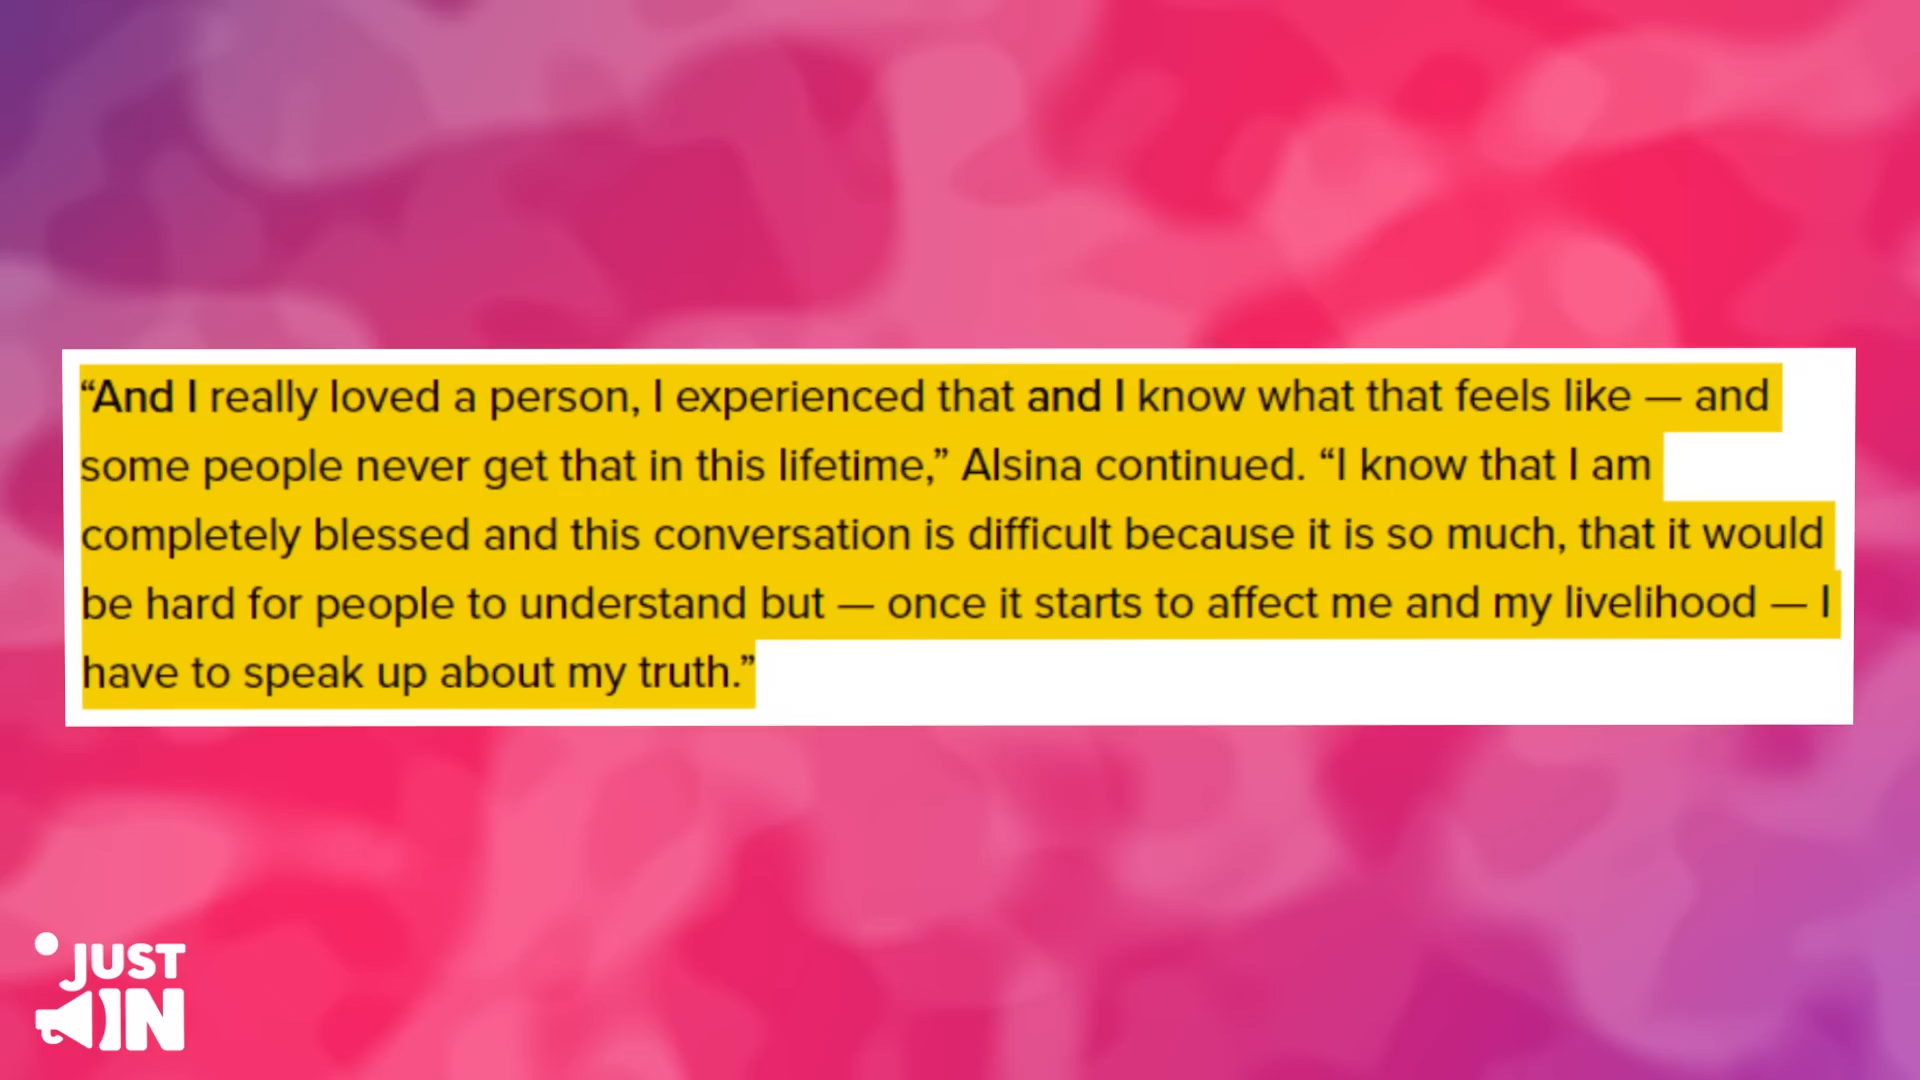 “And I really loved a person, I experienced that and I know what that feels like — and
some people never get that in this lifetime,” Alsina continued. “I know that I am
completely blessed and this conversation is difficult because it is so much, that it would
be hard for people to understand but — once it starts to affect me and my livelihood — I
have to speak up about my truth.”
JUST
IN